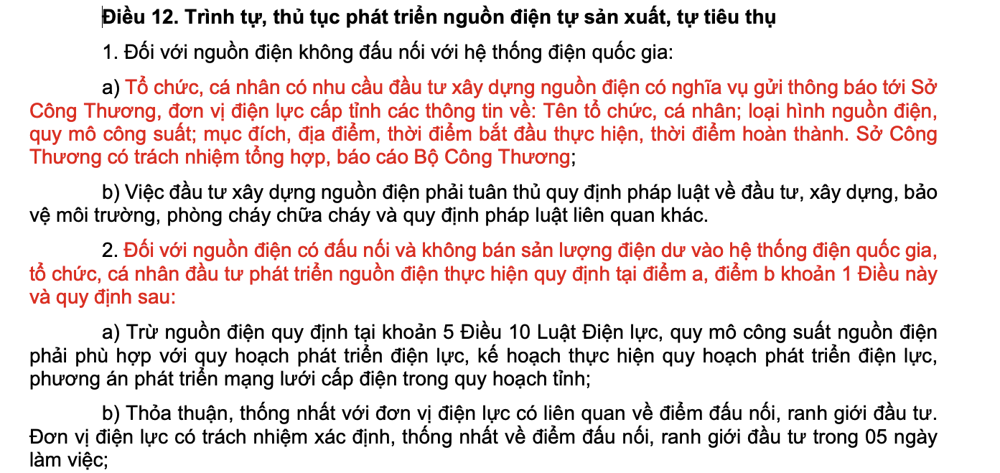 Điều 12. Trình tự, thủ tục phát triển nguồn điện tự sản xuất, tự tiêu thụ
1. Đối với nguồn điện không đấu nối với hệ thống điện quốc gia:
a) Tổ chức, cá nhân có nhu cầu đầu tư xây dựng nguồn điện có nghĩa vụ gửi thông báo tới Sở
Công Thương, đơn vị điện lực cấp tỉnh các thông tin về: Tên tổ chức, cá nhân; loại hình nguồn điện,
quy mô công suất; mục đích, địa điểm, thời điểm bắt đầu thực hiện, thời điểm hoàn thành. Sở Công
Thương có trách nhiệm tổng hợp, báo cáo Bộ Công Thương;
b) Việc đầu tư xây dựng nguồn điện phải tuân thủ quy định pháp luật về đầu tư, xây dựng, bảo
vệ môi trường, phòng cháy chữa cháy và quy định pháp luật liên quan khác.
2. Đối với nguồn điện có đấu nối và không bán sản lượng điện dư vào hệ thống điện quốc gia,
tổ chức, cá nhân đầu tư phát triển nguồn điện thực hiện quy định tại điểm a, điểm b khoản 1 Điều này
và quy định sau:
a) Trừ nguồn điện quy định tại khoản 5 Điều 10 Luật Điện lực, quy mô công suất nguồn điện
phải phù hợp với quy hoạch phát triển điện lực, kế hoạch thực hiện quy hoạch phát triển điện lực,
phương án phát triển mạng lưới cấp điện trong quy hoạch tỉnh;
b) Thỏa thuận, thống nhất với đơn vị điện lực có liên quan về điểm đấu nối, ranh giới đầu tư.
Đơn vị điện lực có trách nhiệm xác định, thống nhất về điểm đấu nối, ranh giới đầu tư trong 05 ngày
làm việc;